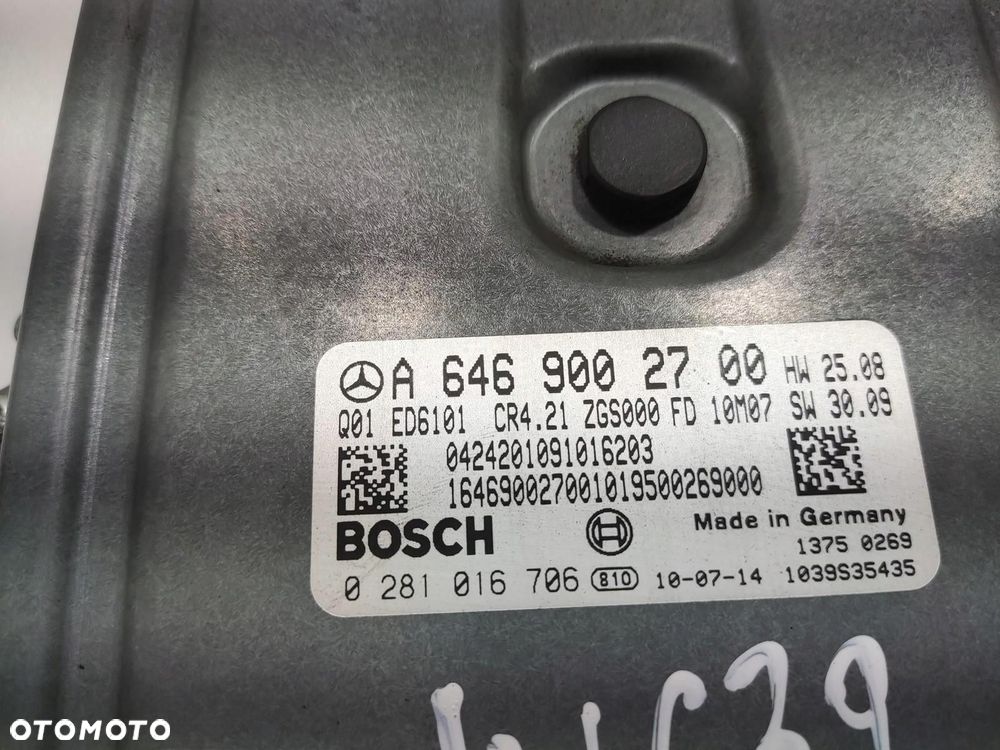 A 646 900 27 00 HW 25.08
Q01 ED6101 CR4.21 ZGS000 FD 10M07 SW 30.09
0424201091016203
164690027001019500269000
BOSCH Made in Germany
1375 0269
0 281 016 706 810 10-07-14 1039S35435
OTOMOTO